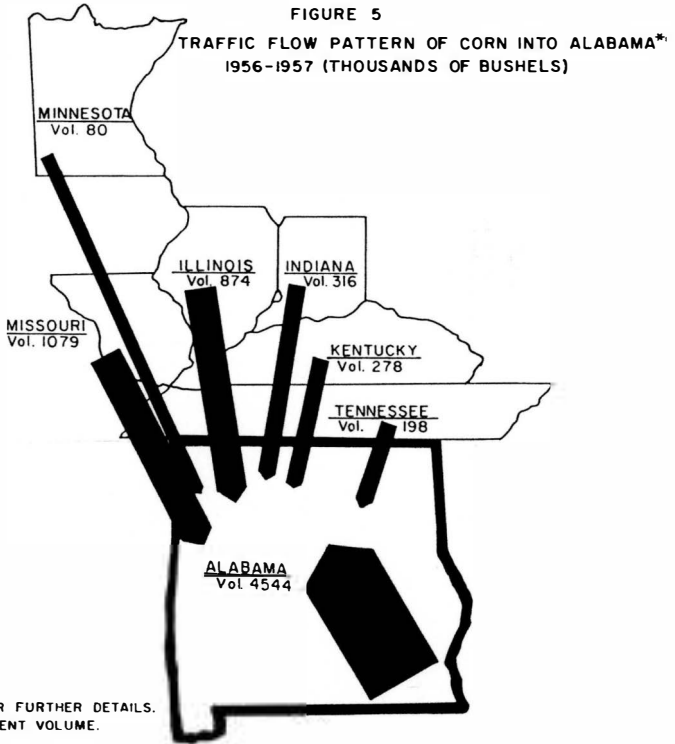 FIGURE 5
TRAFFIC FLOW PATTERN OF CORN INTO ALABAMA*
1956-1957 (THOUSANDS OF BUSHELS)
MINNESOTA
Vol. 80
ILLINOIS
Vol. 874
INDIANA
Vol. 316
MISSOURI
Vol. 1079
KENTUCKY
Vol. 278
TENNESSEE
Vol. 198
ALABAMA
Vol. 4544
R FURTHER DETAILS.
ENT VOLUME.